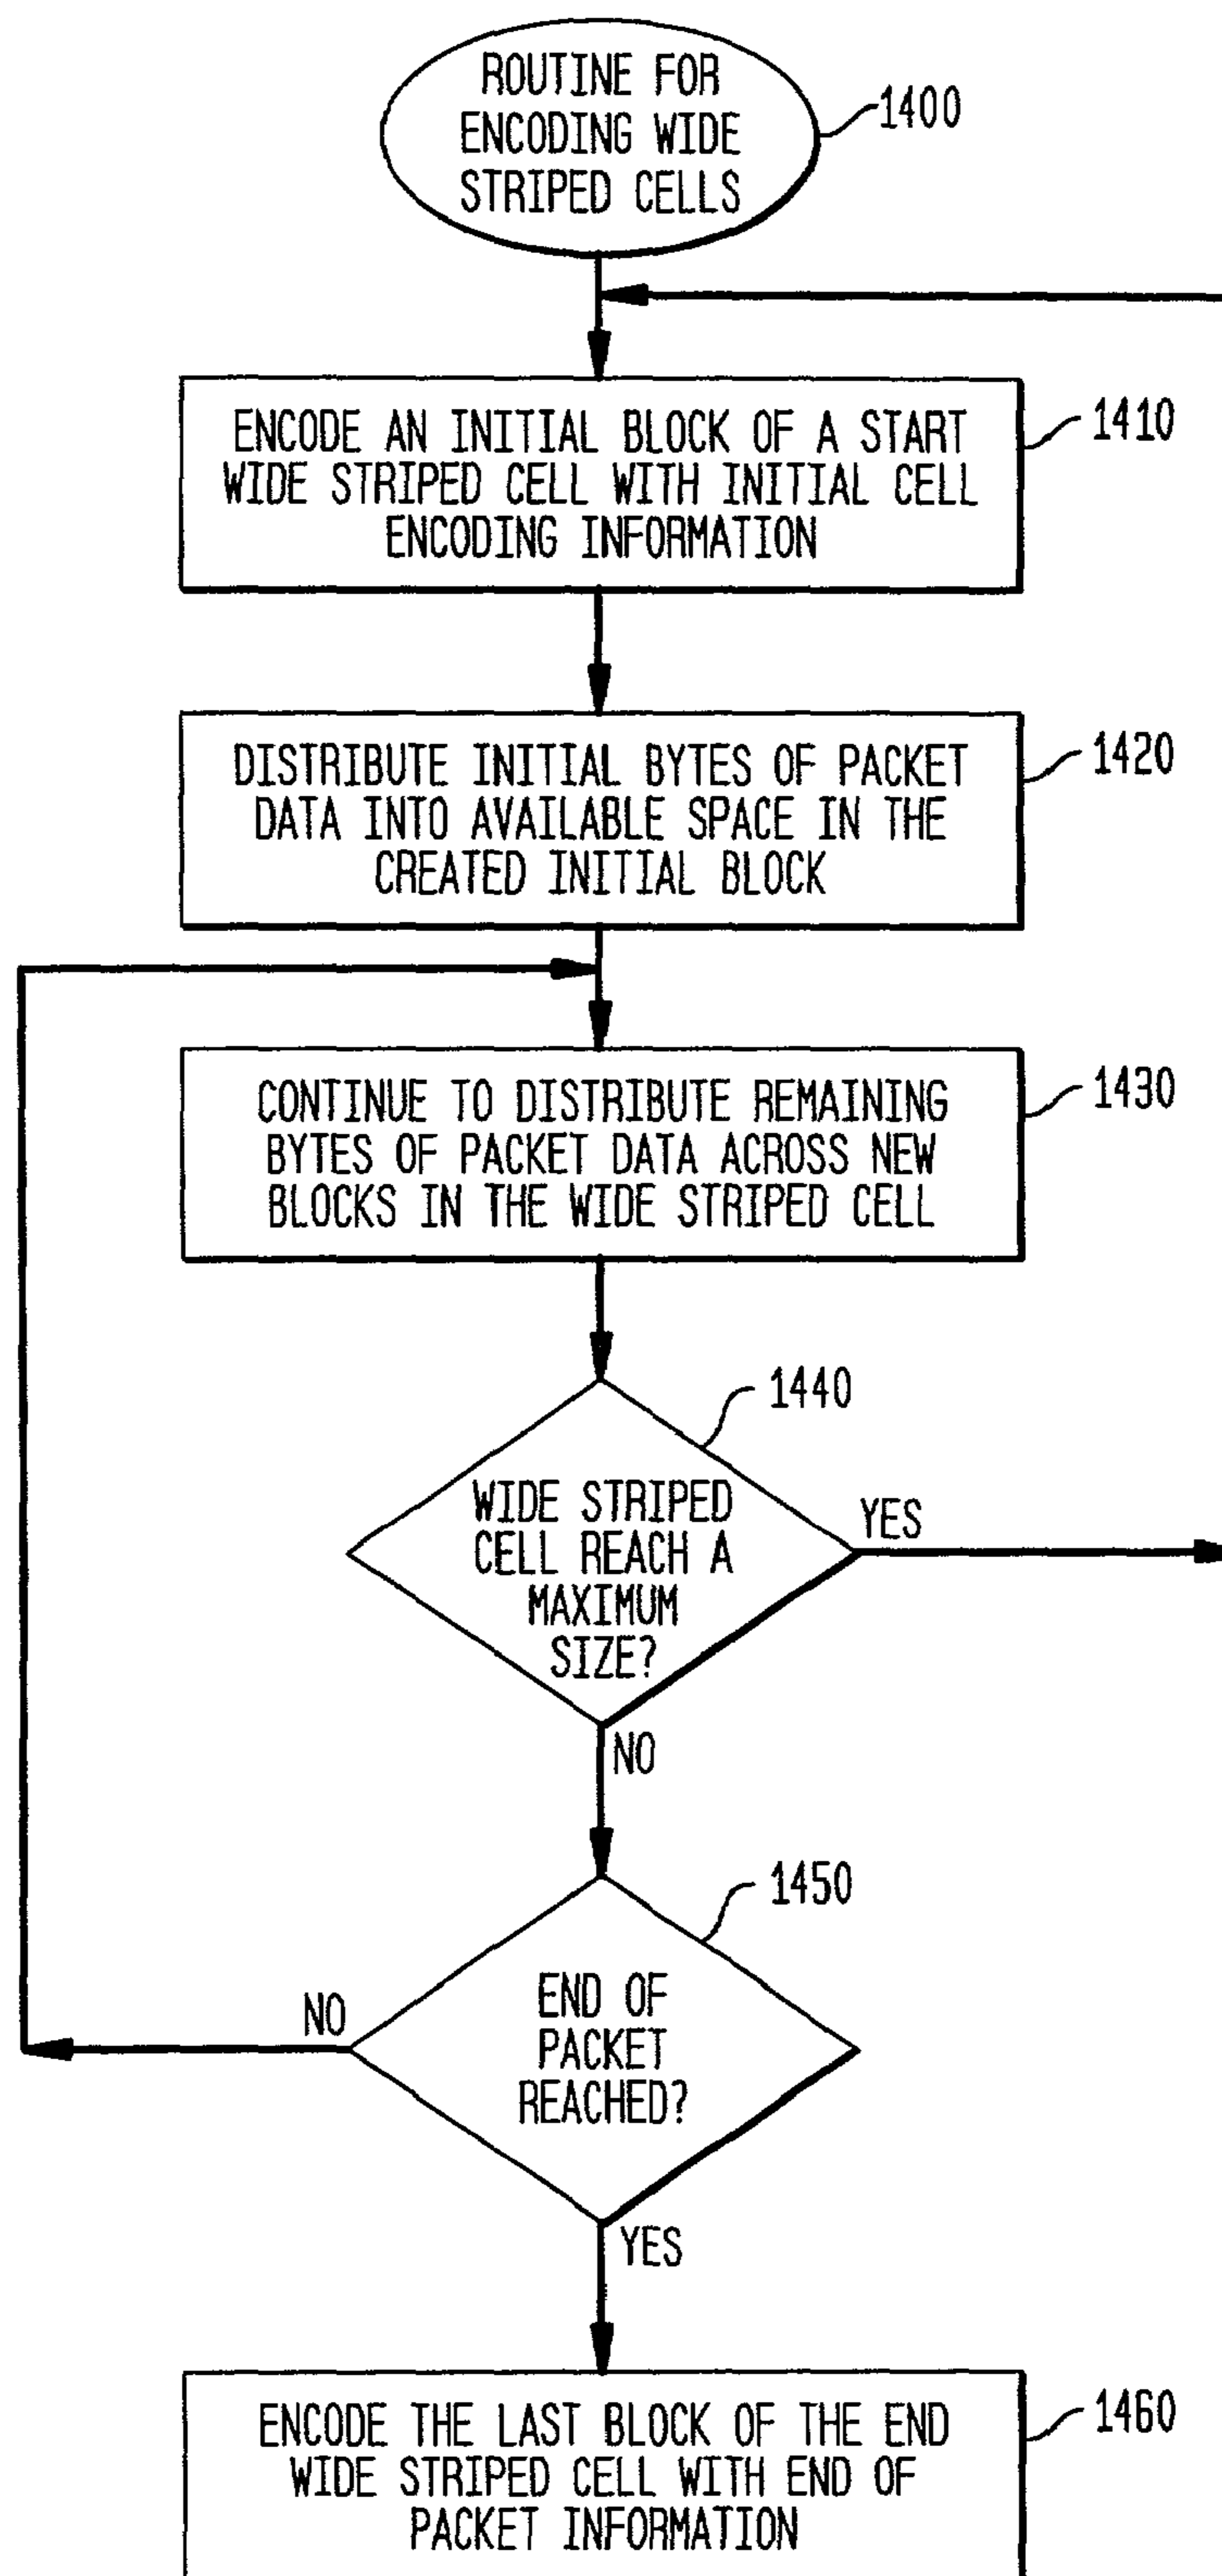 ROUTINE FOR
ENCODING WIDE
STRIPED CELLS
1400
ENCODE AN INITIAL BLOCK OF A START
WIDE STRIPED CELL WITH INITIAL CELL
ENCODING INFORMATION
1410
DISTRIBUTE INITIAL BYTES OF PACKET
DATA INTO AVAILABLE SPACE IN THE
CREATED INITIAL BLOCK
1420
CONTINUE TO DISTRIBUTE REMAINING
BYTES OF PACKET DATA ACROSS NEW
BLOCKS IN THE WIDE STRIPED CELL
1430
1440
WIDE STRIPED
CELL REACH A
MAXIMUM
SIZE?
YES
NO
1450
END OF
PACKET
REACHED?
NO
YES
ENCODE THE LAST BLOCK OF THE END
WIDE STRIPED CELL WITH END OF
PACKET INFORMATION
1460